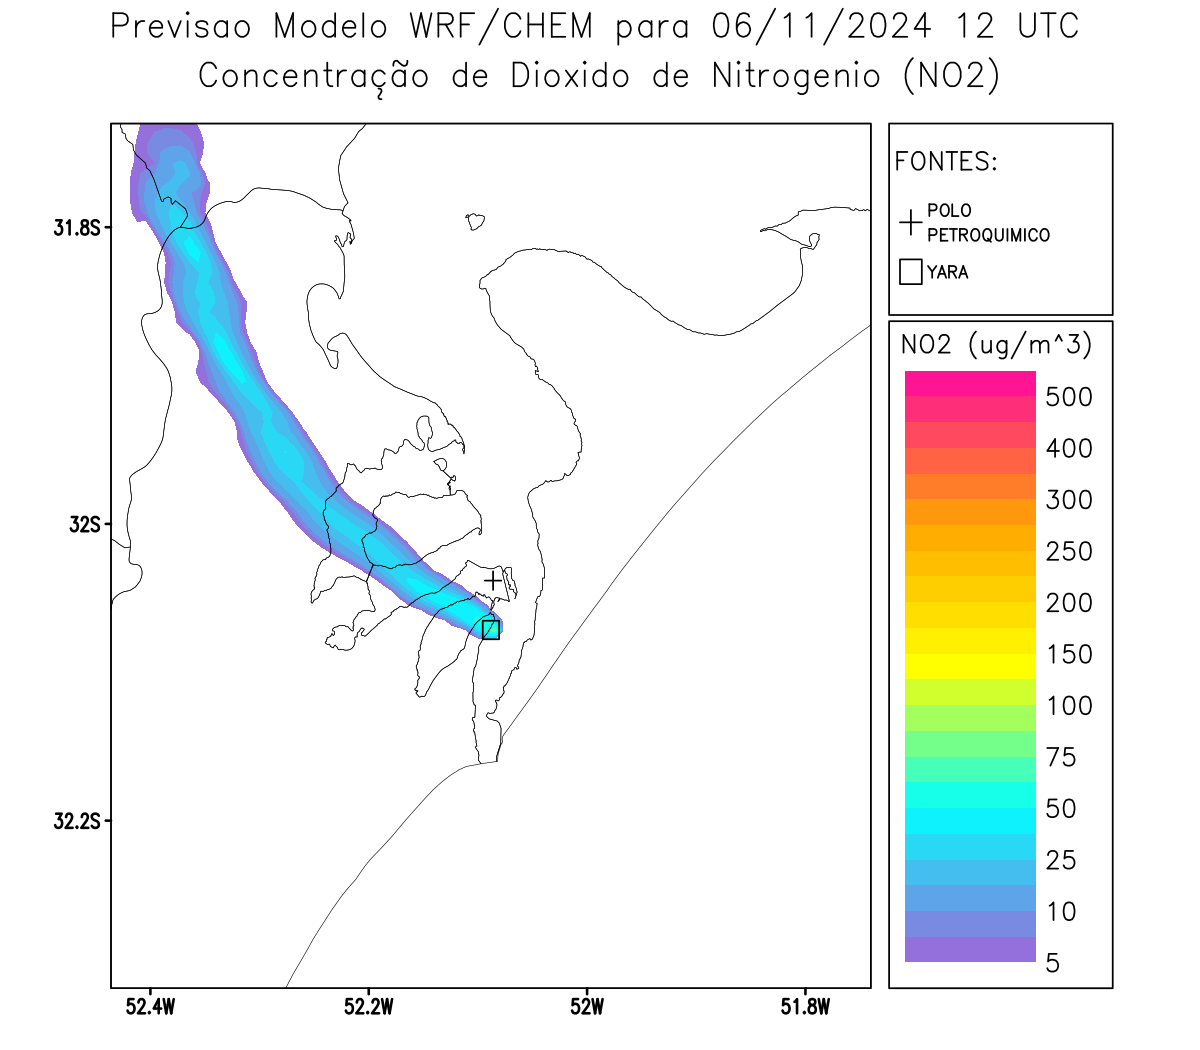 Previsao Modelo WRF/CHEM para 06/11/2024 12 UTC
Concentração de Dioxido de Nitrogenio (NO2)
FONTES:
POLO
PETROQUIMICO
YARA
NO2 (ug/m^3)
500
400
300
250
200
150
100
75
50
25
10
5
31.8S
32S
32.2S
52.4W
52.2W
52W
51.8W